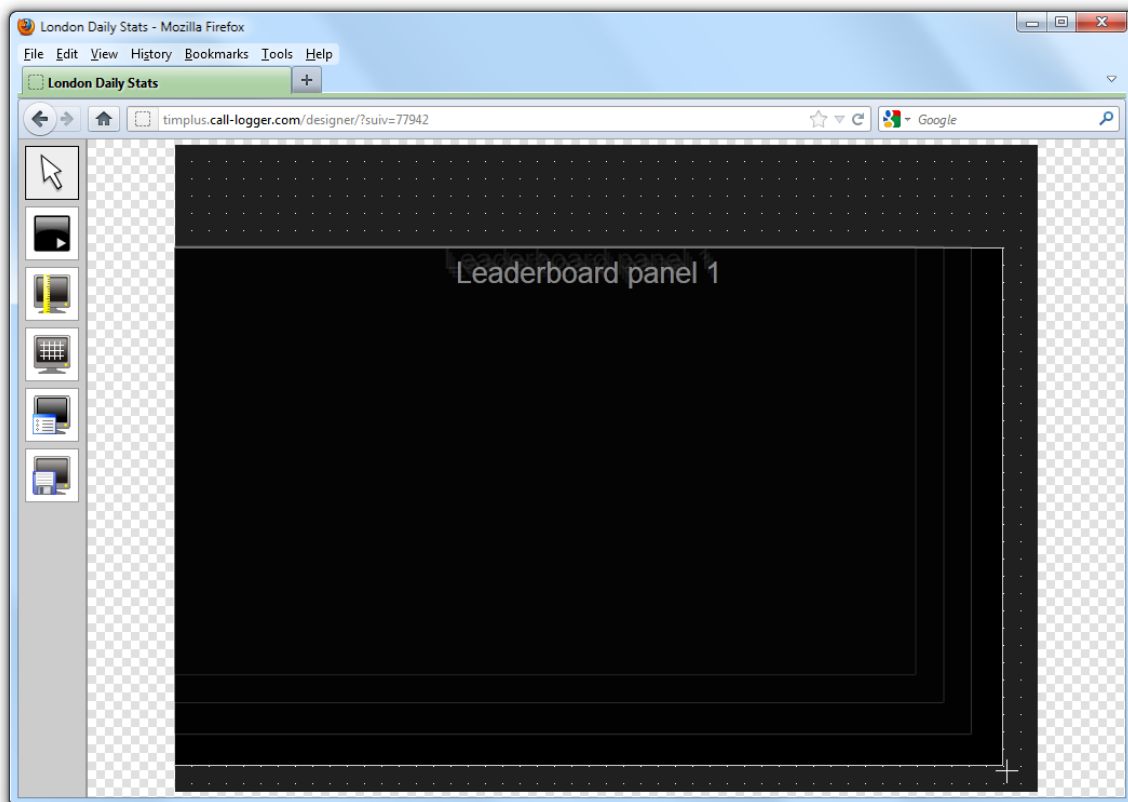 London Daily Stats - Mozilla Firefox
File Edit View History Bookmarks Tools Help
London Daily Stats
timplus.call-logger.com/designer/?suiv=77942
Google
Leaderboard panel 1